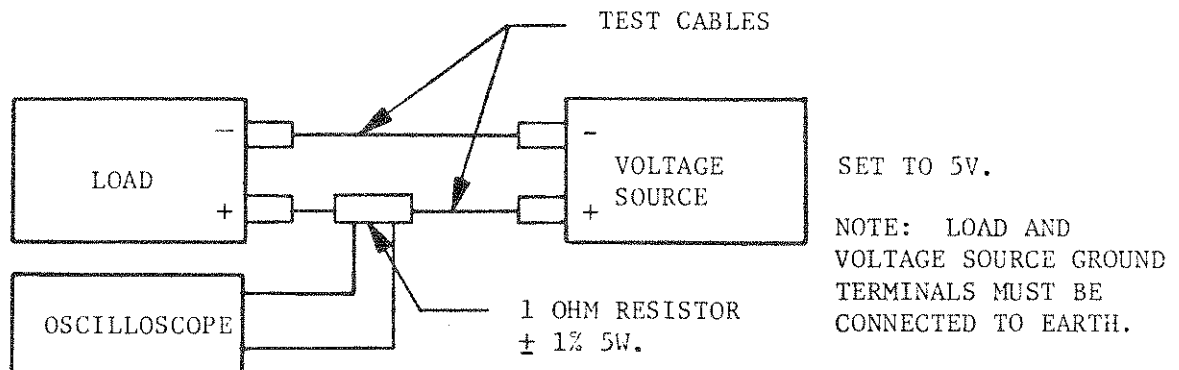 TEST CABLES
− -
LOAD
VOLTAGE
SOURCE
SET TO 5V.
+ +
NOTE: LOAD AND
VOLTAGE SOURCE GROUND
TERMINALS MUST BE
CONNECTED TO EARTH.
OSCILLOSCOPE
1 OHM RESISTOR
± 1% 5W.